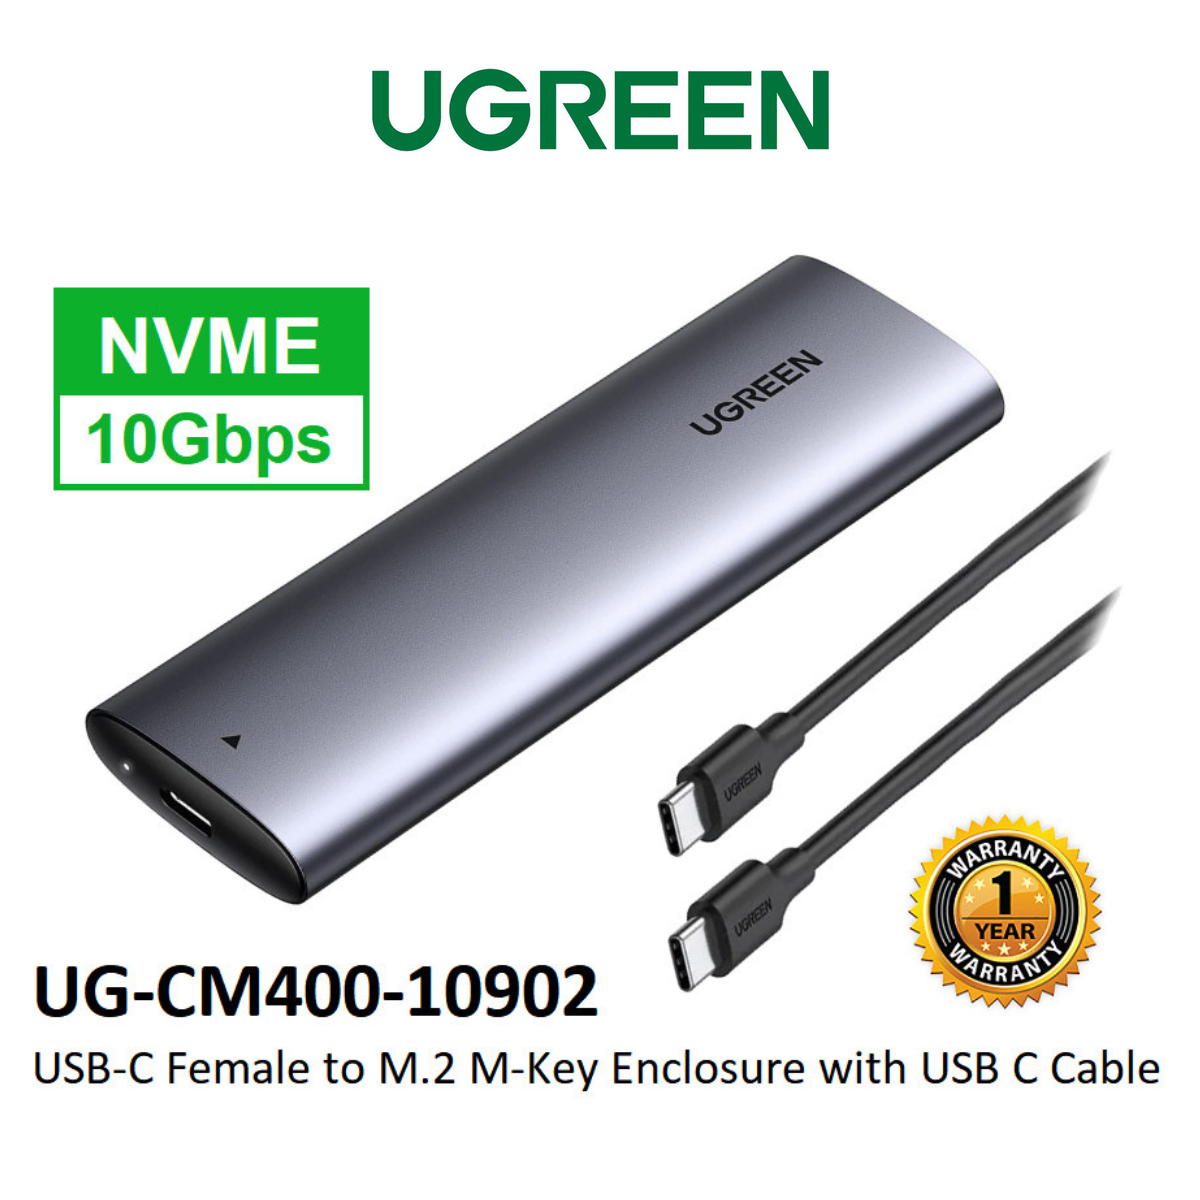 UGREEN
NVME
10Gbps
UGREEN
UGREEN
UGREEN
WARRANTY
1
YEAR
WARRANTY
UG-CM400-10902
USB-C Female to M.2 M-Key Enclosure with USB C Cable